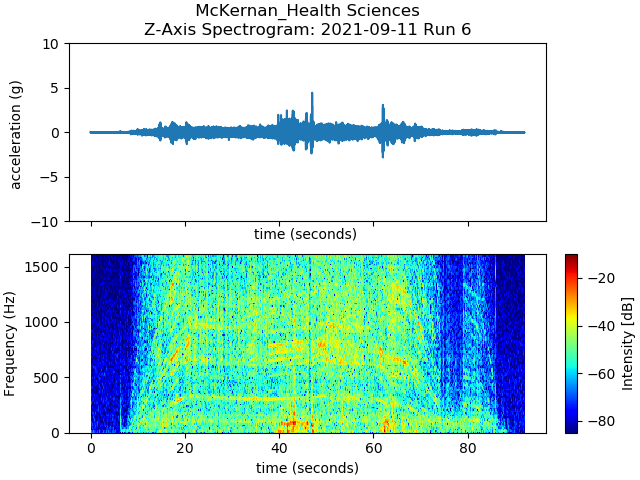 McKernan_Health Sciences
Z-Axis Spectrogram: 2021-09-11 Run 6
10
5
0
−5
−10
acceleration (g)
time (seconds)
1500
1000
500
0
Frequency (Hz)
0 20 40 60 80
time (seconds)
−20
−40
−60
−80
Intensity [dB]